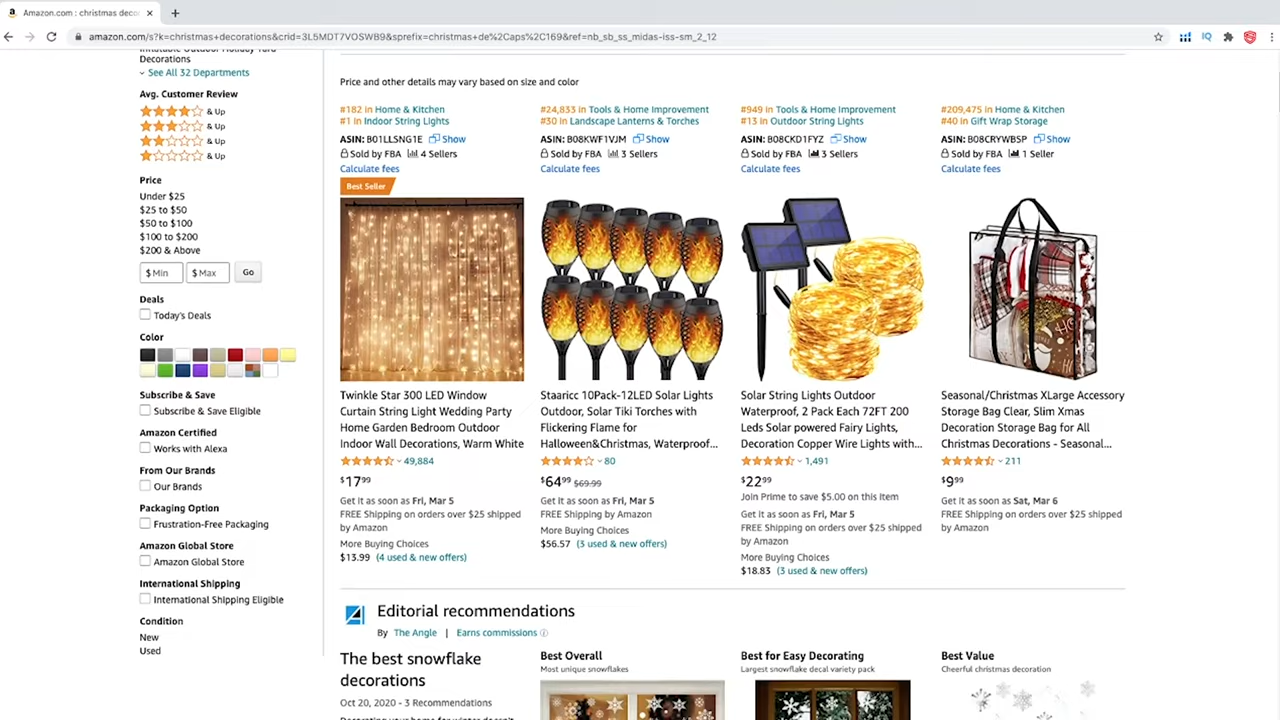 Amazon.com : christmas deco
amazon.com/s?k=christmas+decorations&crid=3L5MDT7VOSWB9&sprefix=christmas+de%2Caps%2C169&ref=nb_sb_ss_midas-iss-sm_2_12
Inflatable Outdoor Holiday Yard
Decorations
See All 32 Departments
Avg. Customer Review
& Up
& Up
& Up
& Up
Price
Under $25
$25 to $50
$50 to $100
$100 to $200
$200 & Above
$ Min $ Max Go
Deals
Today's Deals
Color
Subscribe & Save
Subscribe & Save Eligible
Amazon Certified
Works with Alexa
From Our Brands
Our Brands
Packaging Option
Frustration-Free Packaging
Amazon Global Store
Amazon Global Store
International Shipping
International Shipping Eligible
Condition
New
Used
Price and other details may vary based on size and color
#182 in Home & Kitchen
#1 in Indoor String Lights
ASIN: B01LLSNG1E Show
Sold by FBA 4 Sellers
Calculate fees
Best Seller
Twinkle Star 300 LED Window
Curtain String Light Wedding Party
Home Garden Bedroom Outdoor
Indoor Wall Decorations, Warm White
49,884
$17.99
Get it as soon as Fri, Mar 5
FREE Shipping on orders over $25 shipped
by Amazon
More Buying Choices
$13.99 (4 used & new offers)
#24,833 in Tools & Home Improvement
#30 in Landscape Lanterns & Torches
ASIN: B08KWF1VJM Show
Sold by FBA 3 Sellers
Calculate fees
Staaricc 10Pack-12LED Solar Lights
Outdoor, Solar Tiki Torches with
Flickering Flame for
Halloween&Christmas, Waterproof...
80
$64.99 $69.99
Get it as soon as Fri, Mar 5
FREE Shipping by Amazon
More Buying Choices
$56.57 (3 used & new offers)
#949 in Tools & Home Improvement
#13 in Outdoor String Lights
ASIN: B08CKD1FYZ Show
Sold by FBA 3 Sellers
Calculate fees
Solar String Lights Outdoor
Waterproof, 2 Pack Each 72FT 200
Leds Solar powered Fairy Lights,
Decoration Copper Wire Lights with...
1,491
$22.99
Join Prime to save $5.00 on this item
Get it as soon as Fri, Mar 5
FREE Shipping on orders over $25 shipped
by Amazon
More Buying Choices
$18.83 (3 used & new offers)
#209,475 in Home & Kitchen
#40 in Gift Wrap Storage
ASIN: B08CRYWBSP Show
Sold by FBA 1 Seller
Calculate fees
Seasonal/Christmas XLarge Accessory
Storage Bag Clear, Slim Xmas
Decoration Storage Bag for All
Christmas Decorations - Seasonal...
211
$9.99
Get it as soon as Sat, Mar 6
FREE Shipping on orders over $25 shipped
by Amazon
Editorial recommendations
By The Angle | Earns commissions
The best snowflake
decorations
Oct 20, 2020 - 3 Recommendations
Decorating your home for winter doesn't
Best Overall
Most unique snowflakes
Best for Easy Decorating
Largest snowflake decal variety pack
Best Value
Cheerful christmas decoration